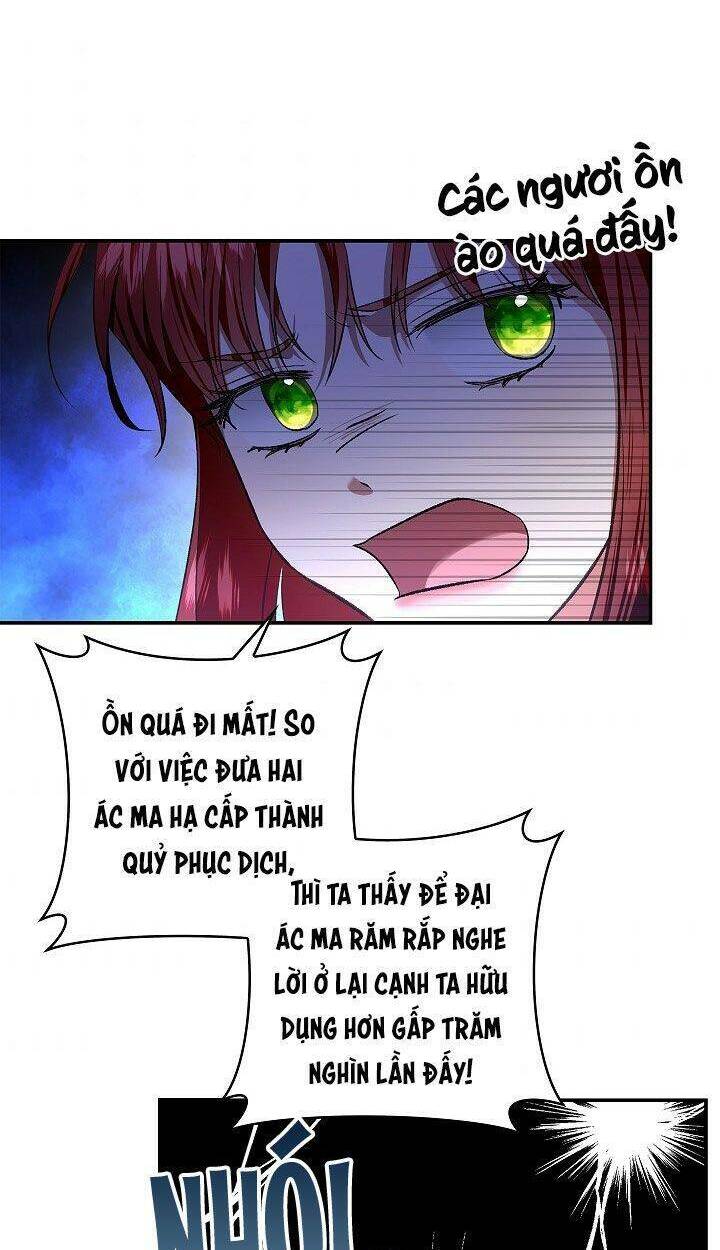 Các ngươi ồn
ào quá đấy!
ỒN QUÁ ĐI MẤT! SO
VỚI VIỆC ĐƯA HAI
ÁC MA HẠ CẤP THÀNH
QUỶ PHỤC DỊCH,
THÌ TA THẤY ĐỂ ĐẠI
ÁC MA RĂM RẮP NGHE
LỜI Ở LẠI CẠNH TA HỮU
DỤNG HƠN GẤP TRĂM
NGHÌN LẦN ĐẤY!
NHÓI